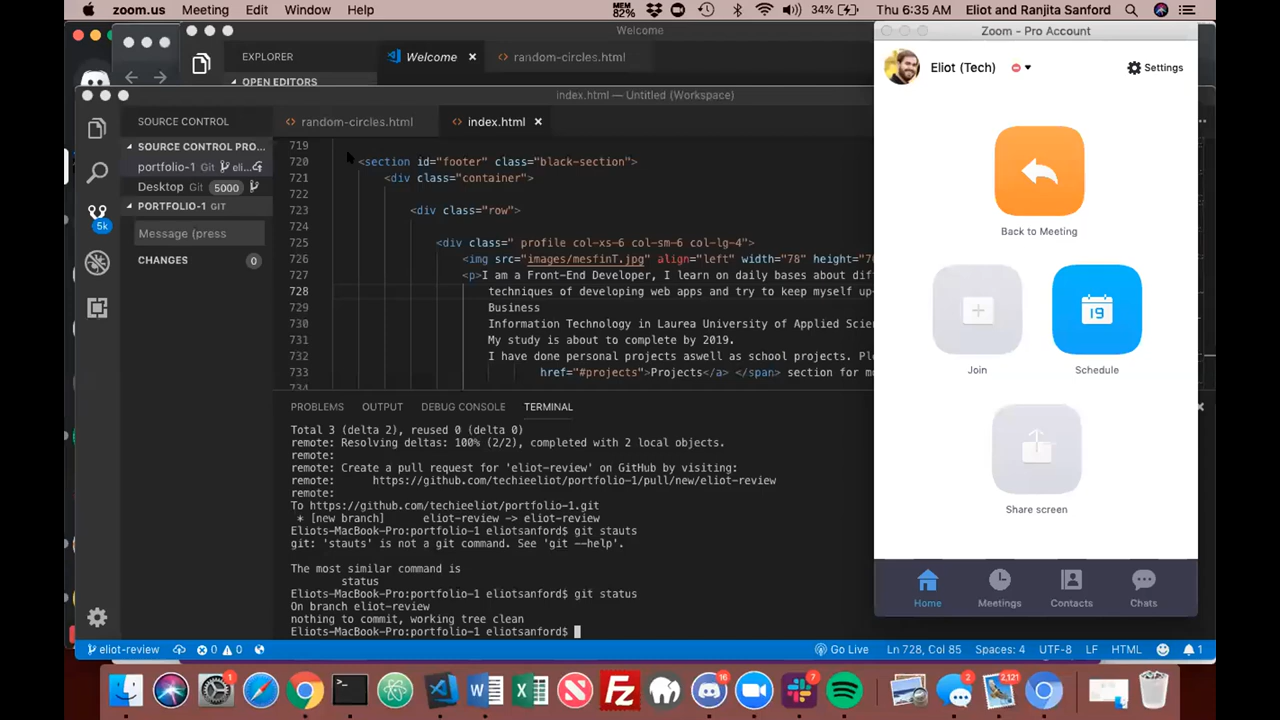 zoom.us Meeting Edit Window Help MEM 82% 34% Thu 6:35 AM Eliot and Ranjita Sanford
Welcome
EXPLORER
Welcome random-circles.html
OPEN EDITORS
index.html — Untitled (Workspace)
SOURCE CONTROL
random-circles.html index.html
SOURCE CONTROL PRO...
portfolio-1 Git eli...
Desktop Git 5000
PORTFOLIO-1 GIT
Message (press
CHANGES 0
5k
719
720 <section id="footer" class="black-section">
721 <div class="container">
722
723 <div class="row">
724
725 <div class=" profile col-xs-6 col-sm-6 col-lg-4">
726 <img src="images/mesfinT.jpg" align="left" width="78" height="7
727 <p>I am a Front-End Developer, I learn on daily bases about dif
728 techniques of developing web apps and try to keep myself up
729 Business
730 Information Technology in Laurea University of Applied Scie
731 My study is about to complete by 2019.
732 I have done personal projects aswell as school projects. Pl
733 href="#projects">Projects</a> </span> section for m
734
PROBLEMS OUTPUT DEBUG CONSOLE TERMINAL
Total 3 (delta 2), reused 0 (delta 0)
remote: Resolving deltas: 100% (2/2), completed with 2 local objects.
remote:
remote: Create a pull request for 'eliot-review' on GitHub by visiting:
remote: https://github.com/techieeliot/portfolio-1/pull/new/eliot-review
remote:
To https://github.com/techieeliot/portfolio-1.git
* [new branch] eliot-review -> eliot-review
Eliots-MacBook-Pro:portfolio-1 eliotsanford$ git stauts
git: 'stauts' is not a git command. See 'git --help'.
The most similar command is
status
Eliots-MacBook-Pro:portfolio-1 eliotsanford$ git status
On branch eliot-review
nothing to commit, working tree clean
Eliots-MacBook-Pro:portfolio-1 eliotsanford$
eliot-review 0 0 Go Live Ln 728, Col 85 Spaces: 4 UTF-8 LF HTML 1
Zoom - Pro Account
Eliot (Tech) Settings
Back to Meeting
19
Join Schedule
Share screen
Home Meetings Contacts Chats
1 16 7 2 2,121
W X N Fz